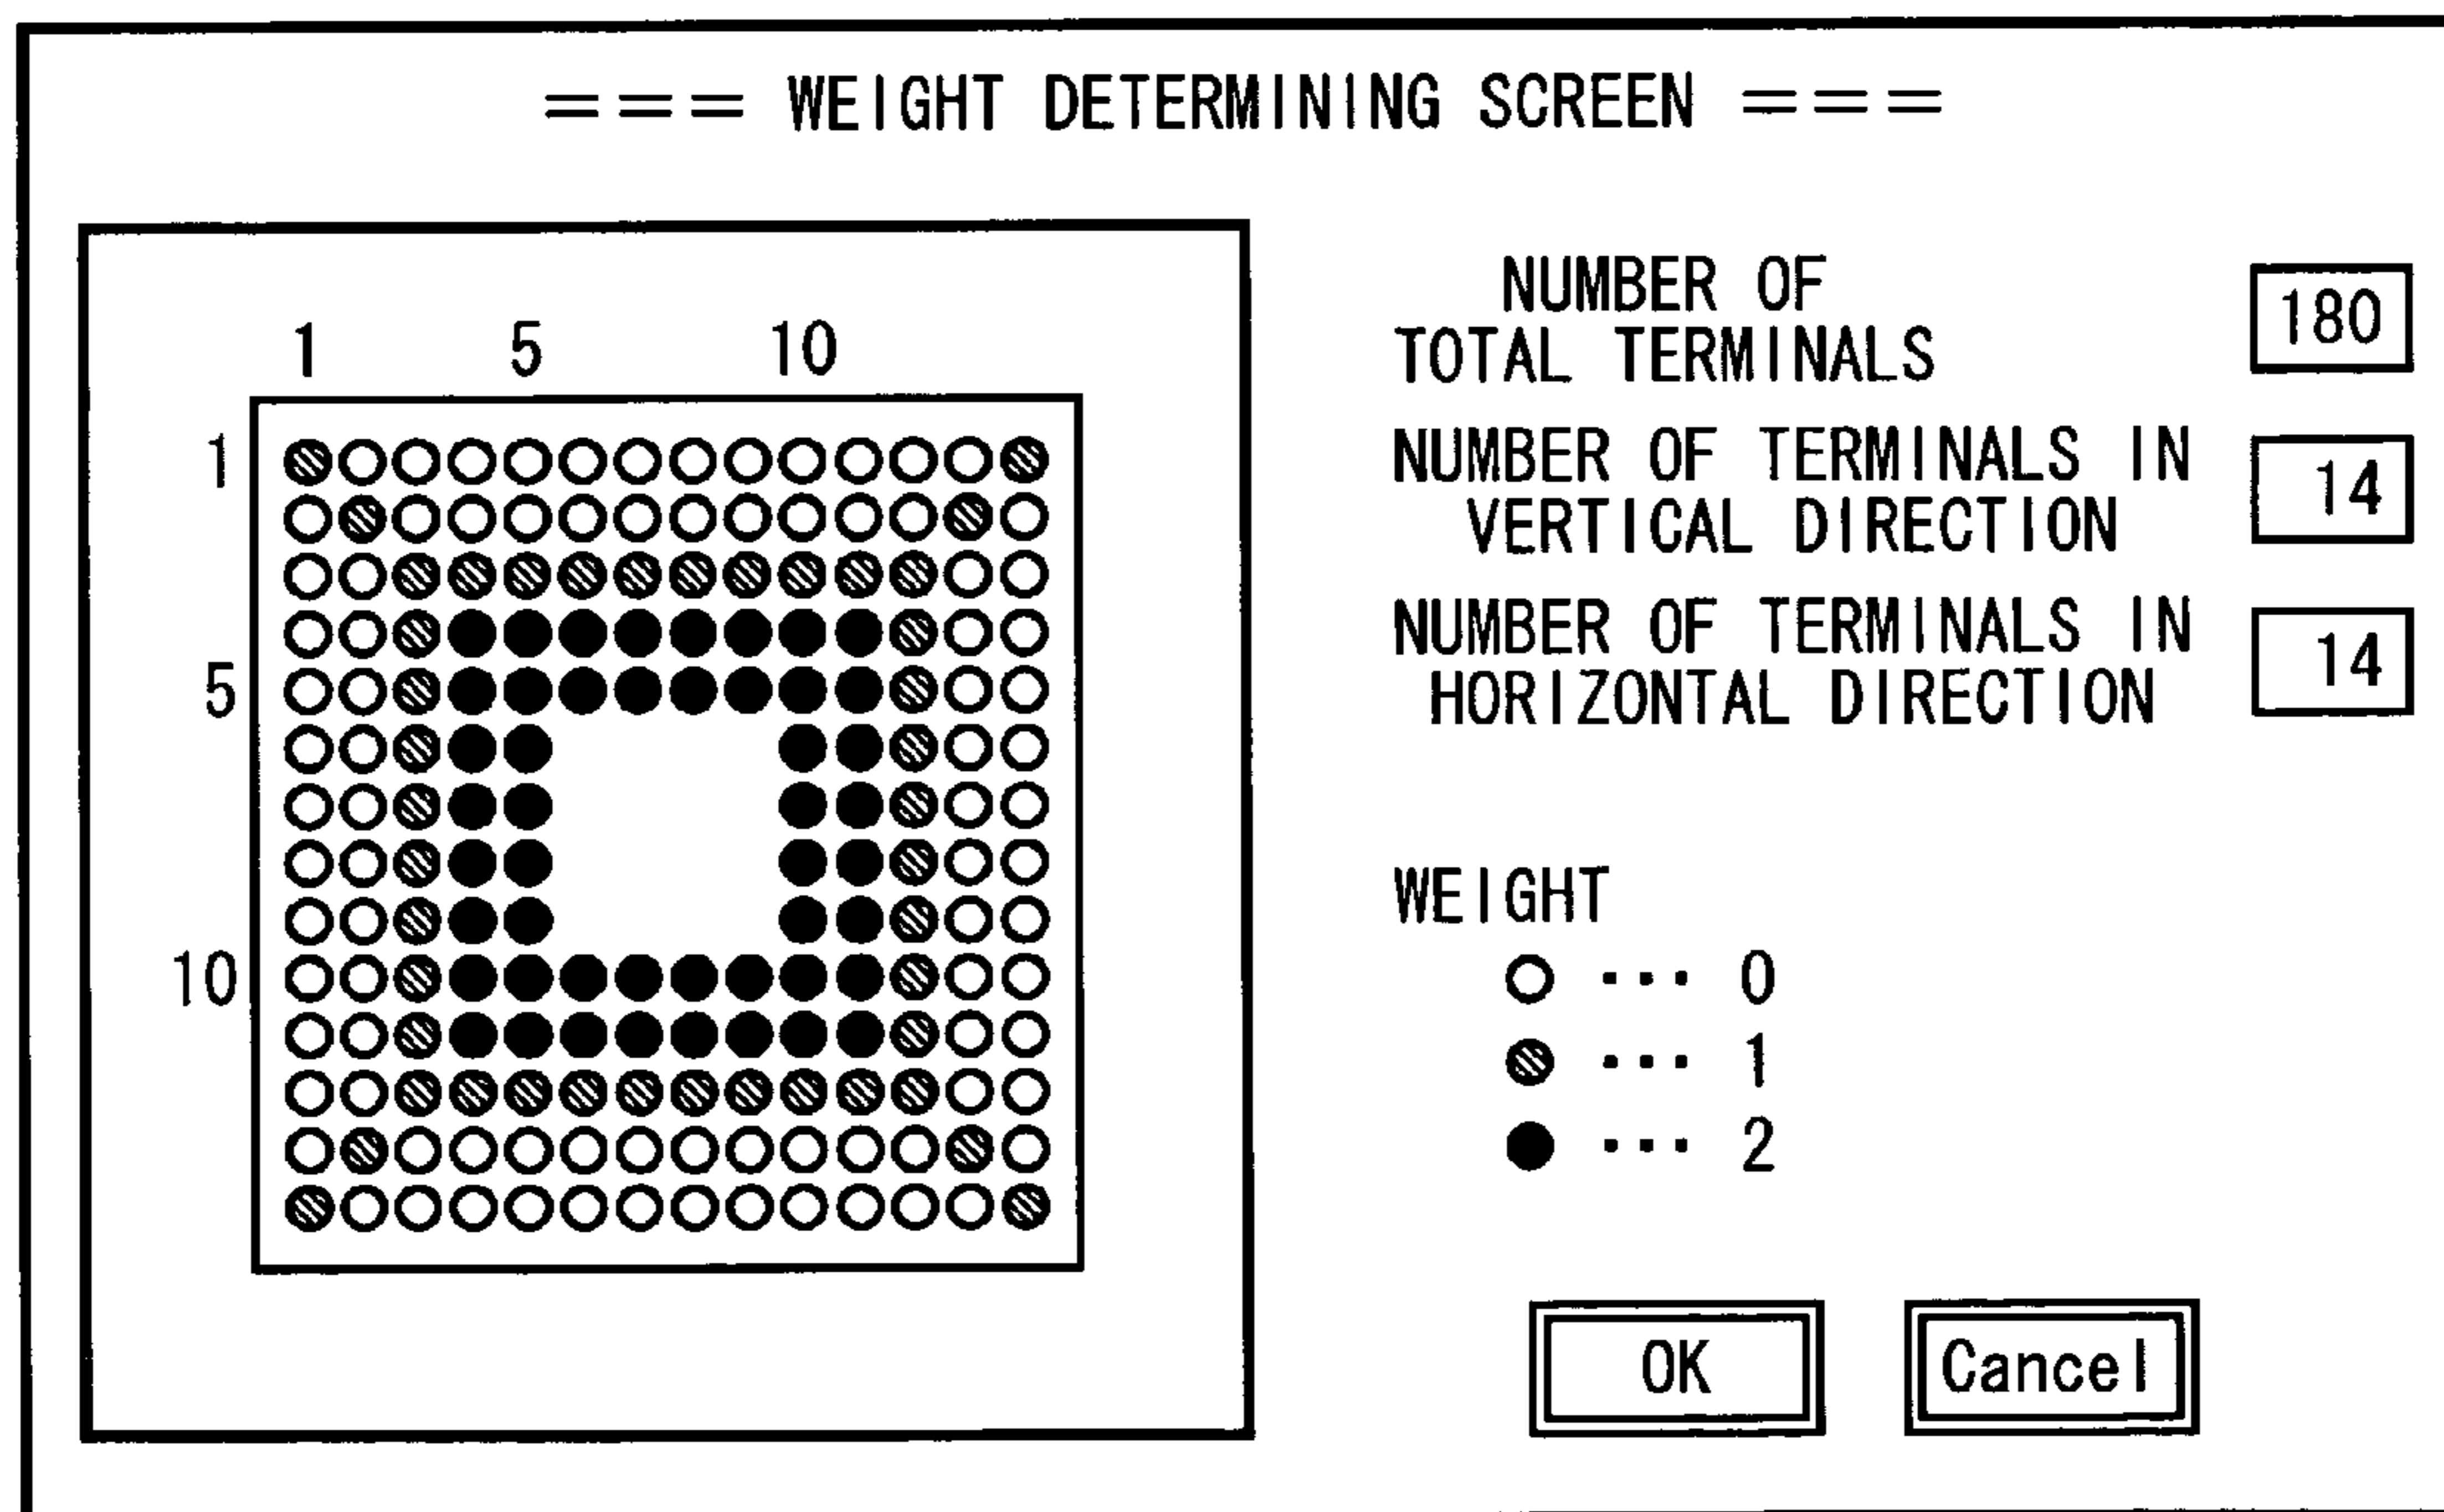 === WEIGHT DETERMINING SCREEN ===
1 5 10
1
5
10
NUMBER OF
TOTAL TERMINALS
180
NUMBER OF TERMINALS IN
VERTICAL DIRECTION
14
NUMBER OF TERMINALS IN
HORIZONTAL DIRECTION
14
WEIGHT
○ ··· 0
··· 1
● ··· 2
OK
Cancel